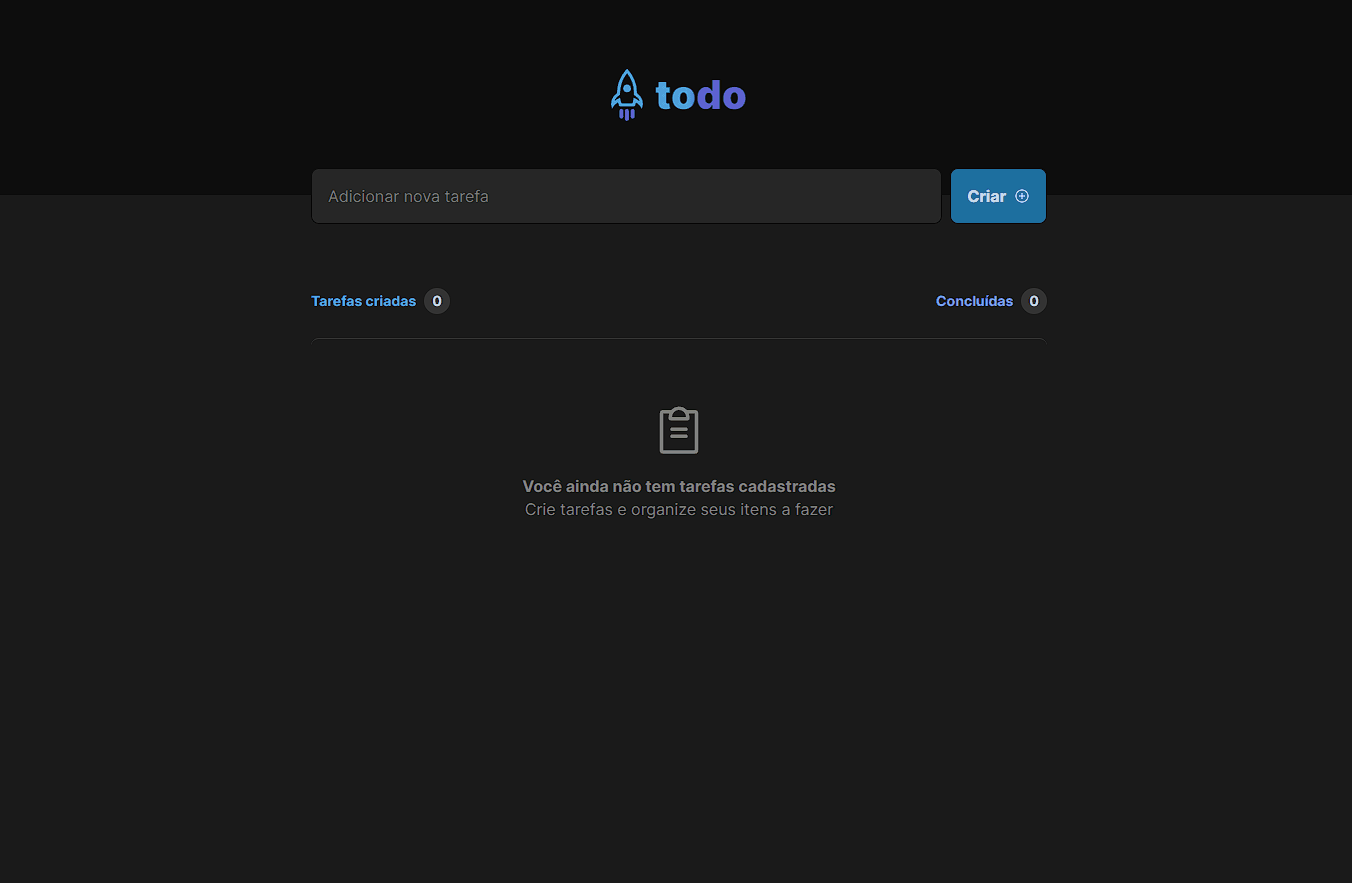 todo
Adicionar nova tarefa
Criar
Tarefas criadas 0
Concluídas 0
Você ainda não tem tarefas cadastradas
Crie tarefas e organize seus itens a fazer